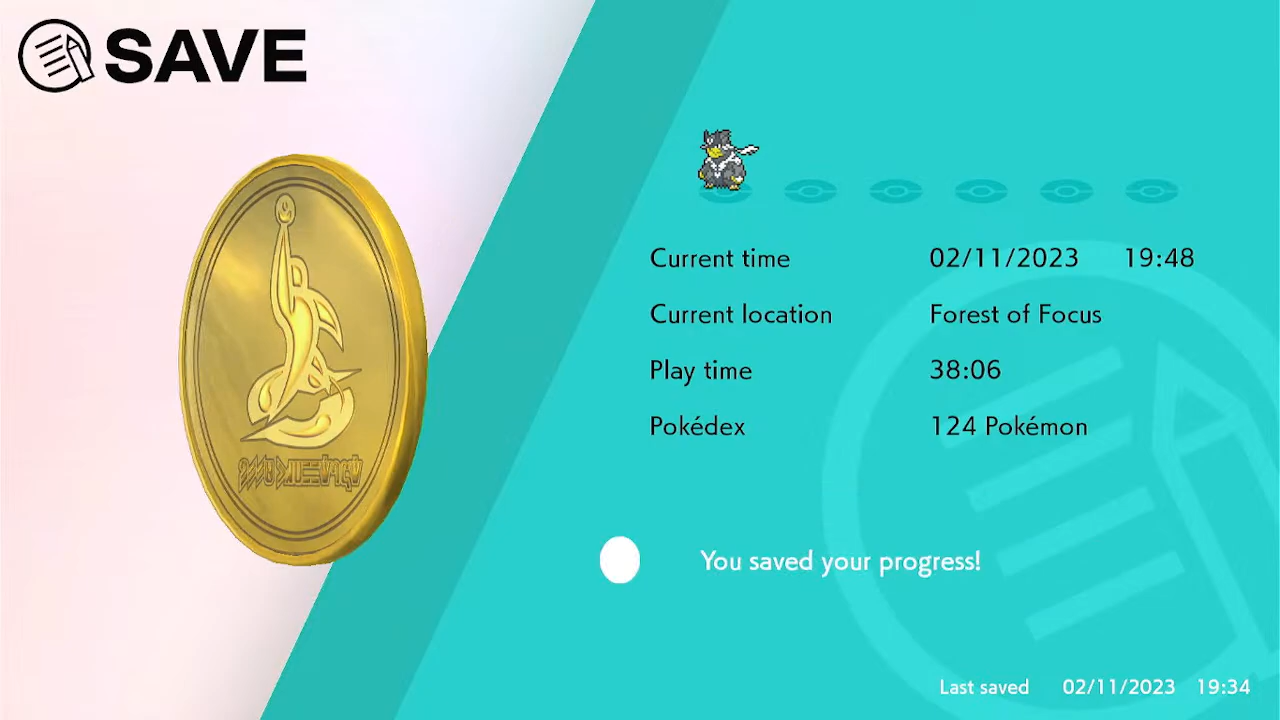 SAVE
Current time 02/11/2023 19:48
Current location Forest of Focus
Play time 38:06
Pokédex 124 Pokémon
You saved your progress!
Last saved 02/11/2023 19:34